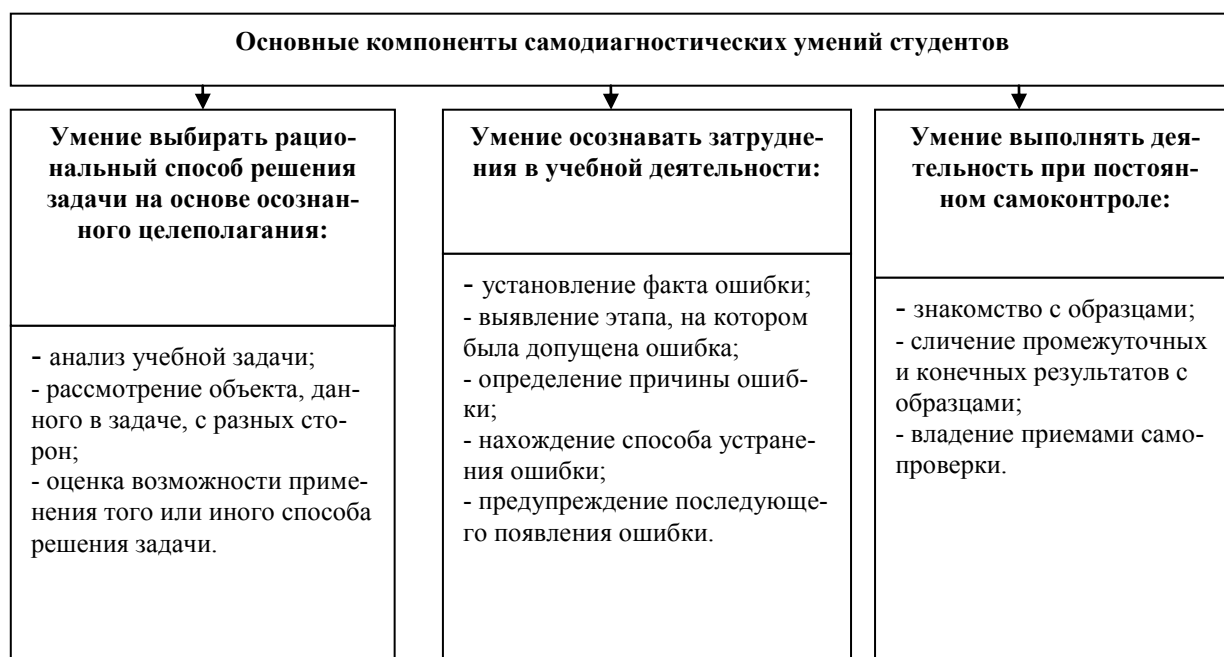 Основные компоненты самодиагностических умений студентов
Умение выбирать рацио-
нальный способ решения
задачи на основе осознан-
ного целеполагания:
- анализ учебной задачи;
- рассмотрение объекта, дан-
ного в задаче, с разных сто-
рон;
- оценка возможности приме-
нения того или иного способа
решения задачи.
Умение осознавать затрудне-
ния в учебной деятельности:
- установление факта ошибки;
- выявление этапа, на котором
была допущена ошибка;
- определение причины ошиб-
ки;
- нахождение способа устране-
ния ошибки;
- предупреждение последующе-
го появления ошибки.
Умение выполнять дея-
тельность при постоян-
ном самоконтроле:
- знакомство с образцами;
- сличение промежуточных
и конечных результатов с
образцами;
- владение приемами само-
проверки.